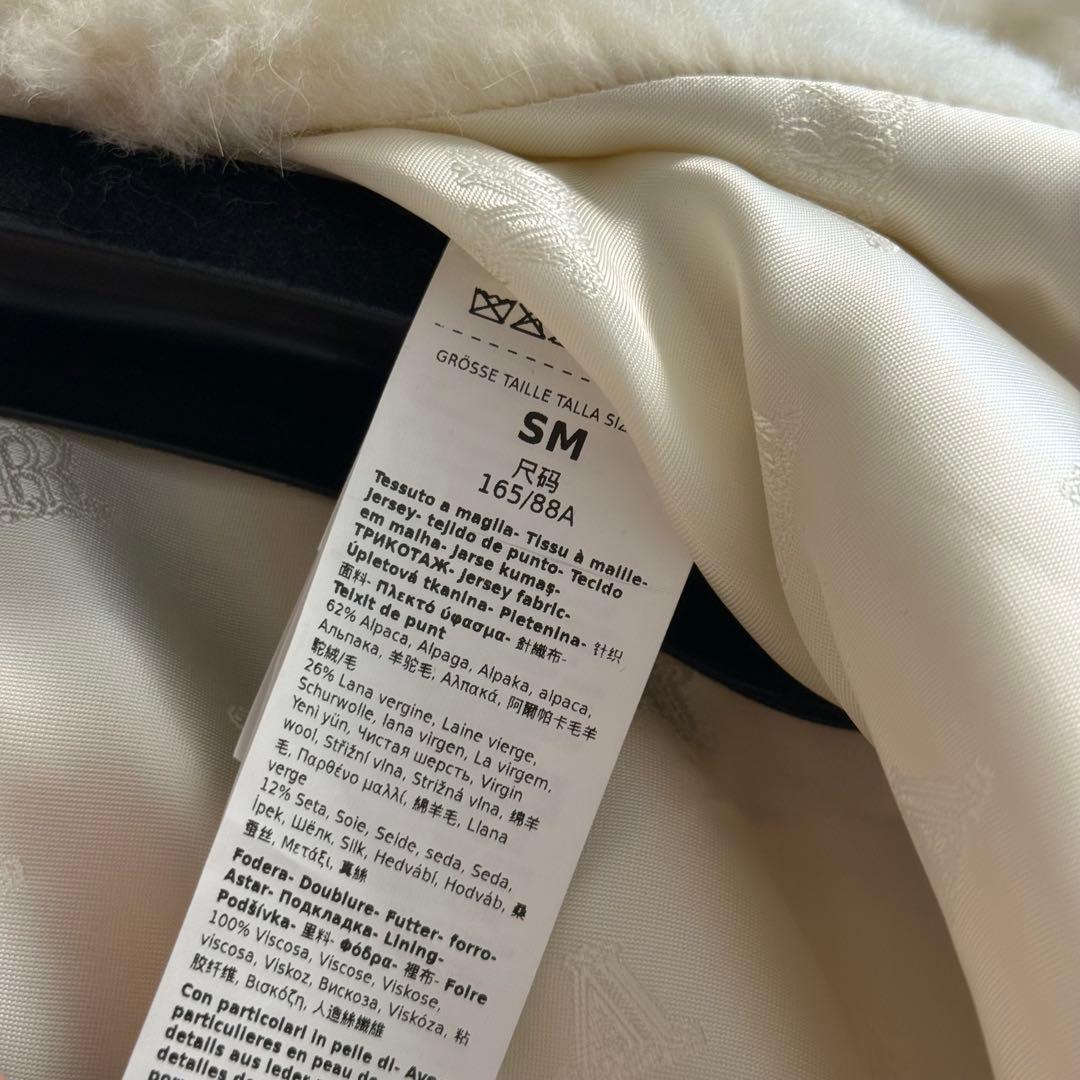 GRÖSSE TAILLE TALLA
SM
尺码
165/88A
Tessuto a maglia- Tissu à maille-
Jersey- tejido de punto- Tecido
em malha- Jarse kumaş-
ТРИКОТАЖ- Jersey fabric-
Úpletová tkanina- Pletenina- 针织
面料- Πλεκτό ύφασμα- 針織布-
Teixit de punt
62% Alpaca, Alpaga, Alpaka, alpaca,
Альпака, 羊驼毛, Αλπακά, 阿爾帕卡毛羊
駝絨/毛
26% Lana vergine, Laine vierge,
Schurwolle, lana virgen, La virgem,
Yeni yün, Чистая шерсть, Virgin
wool, Střižní vlna, Strižná vlna, 绵羊
毛, Παρθένο μαλλί, 綿羊毛, Llana
verge
12% Seta, Soie, Seide, seda, Seda,
İpek, Шёлк, Silk, Hedvábí, Hodváb, 桑
蚕丝, Μετάξι, 真絲
Fodera- Doublure- Futter- forro-
Astar- Подкладка- Lining-
Podšívka- 里料- Φόδρα- 裡布- Folre
100% Viscosa, Viscose, Viskose,
viscosa, Viskoz, Вискоза, Viskóza, 粘
胶纤维, Βισκόζη, 人造絲纖維
Con particolari in pelle di- Ave
particulieres en peau de
details aus leder
detalles de